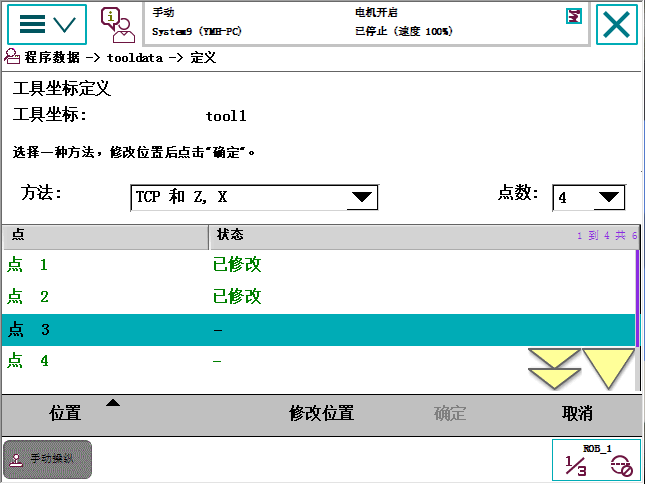 手动
电机开启
System9 (YMH-PC)
已停止 (速度 100%)
程序数据 -> tooldata -> 定义
工具坐标定义
工具坐标: tool1
选择一种方法，修改位置后点击"确定"。
方法: TCP 和 Z, X 点数: 4
点 状态 1 到 4 共 6
点 1 已修改
点 2 已修改
点 3 –
点 4 –
位置 修改位置 确定 取消
手动操纵
ROB_1
1/3